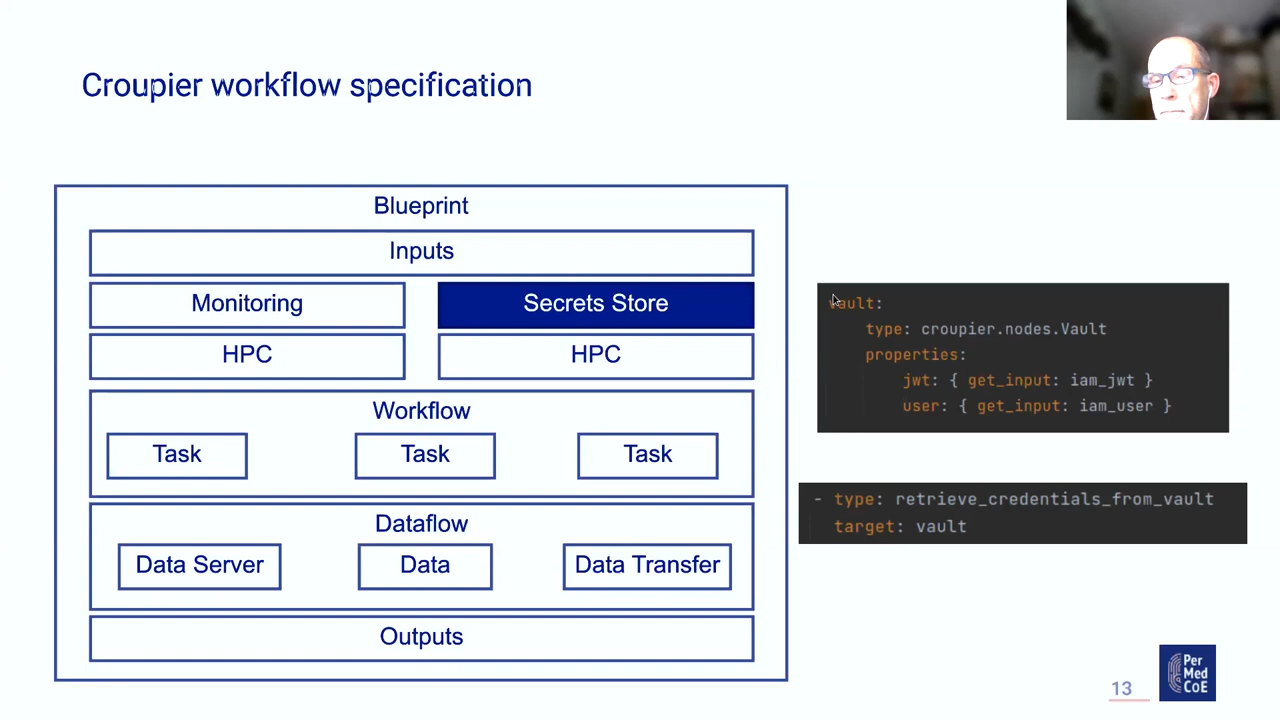 Croupier workflow specification
Blueprint
Inputs
Monitoring
Secrets Store
HPC
HPC
Workflow
Task
Task
Task
Dataflow
Data Server
Data
Data Transfer
Outputs
vault:
type: croupier.nodes.Vault
properties:
jwt: { get_input: iam_jwt }
user: { get_input: iam_user }
- type: retrieve_credentials_from_vault
target: vault
13
Per
Med
CoE